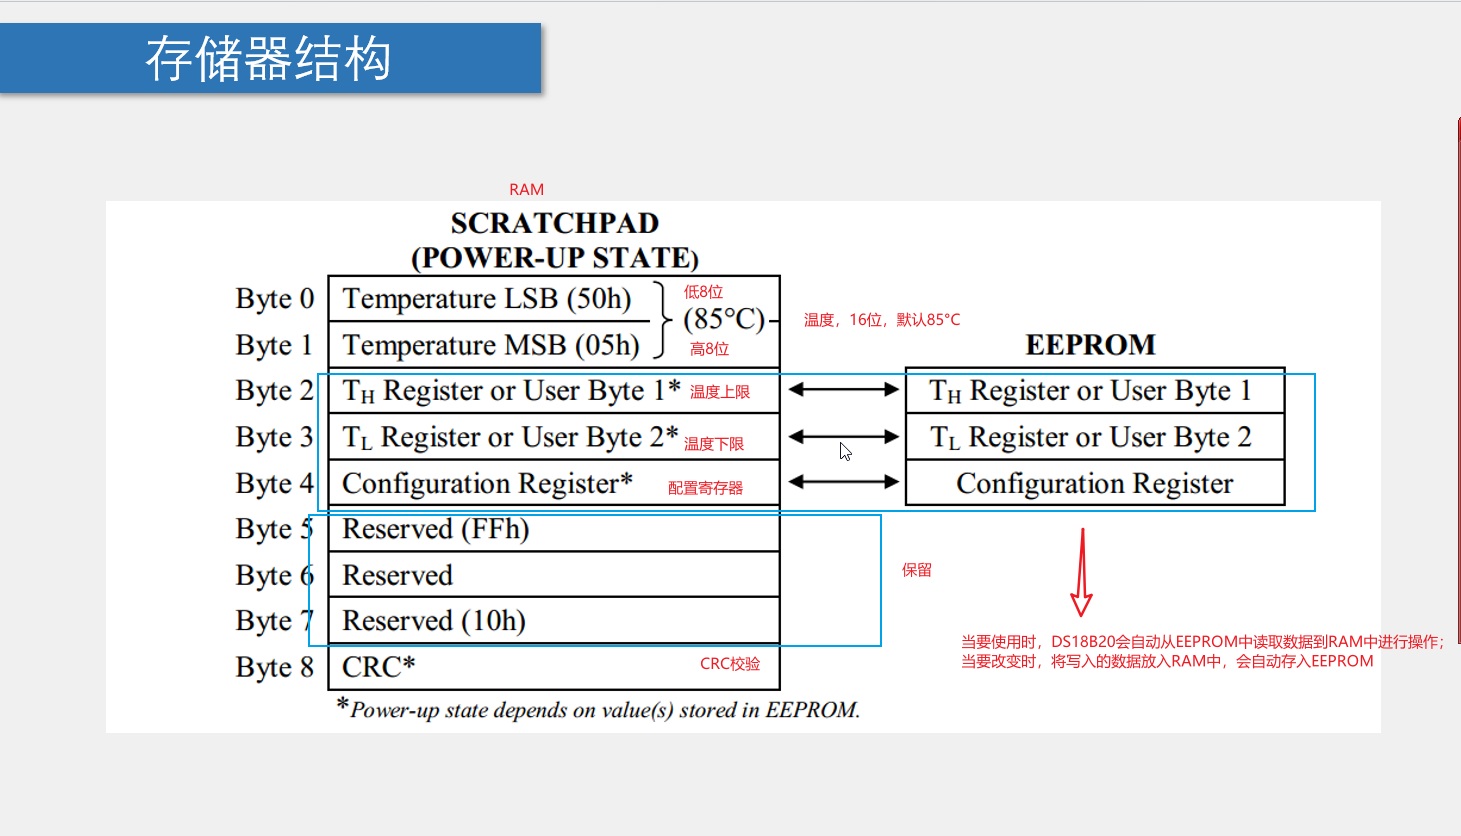 存储器结构
RAM
SCRATCHPAD
(POWER-UP STATE)
Byte 0 Temperature LSB (50h) 低8位
(85°C) 温度，16位，默认85°C
Byte 1 Temperature MSB (05h) 高8位
EEPROM
Byte 2 TH Register or User Byte 1* 温度上限 TH Register or User Byte 1
Byte 3 TL Register or User Byte 2* 温度下限 TL Register or User Byte 2
Byte 4 Configuration Register* 配置寄存器 Configuration Register
Byte 5 Reserved (FFh)
Byte 6 Reserved 保留
Byte 7 Reserved (10h)
当要使用时，DS18B20会自动从EEPROM中读取数据到RAM中进行操作；
当要改变时，将写入的数据放入RAM中，会自动存入EEPROM
Byte 8 CRC* CRC校验
*Power-up state depends on value(s) stored in EEPROM.